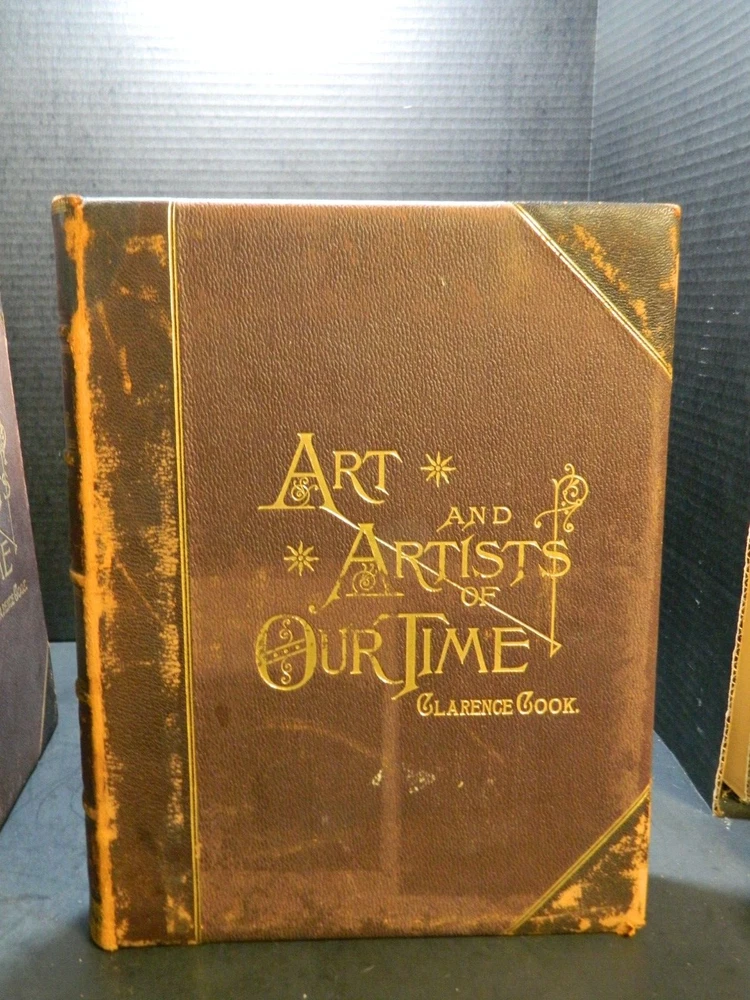 ART
AND
ARTISTS
OF
OUR TIME
CLARENCE COOK.